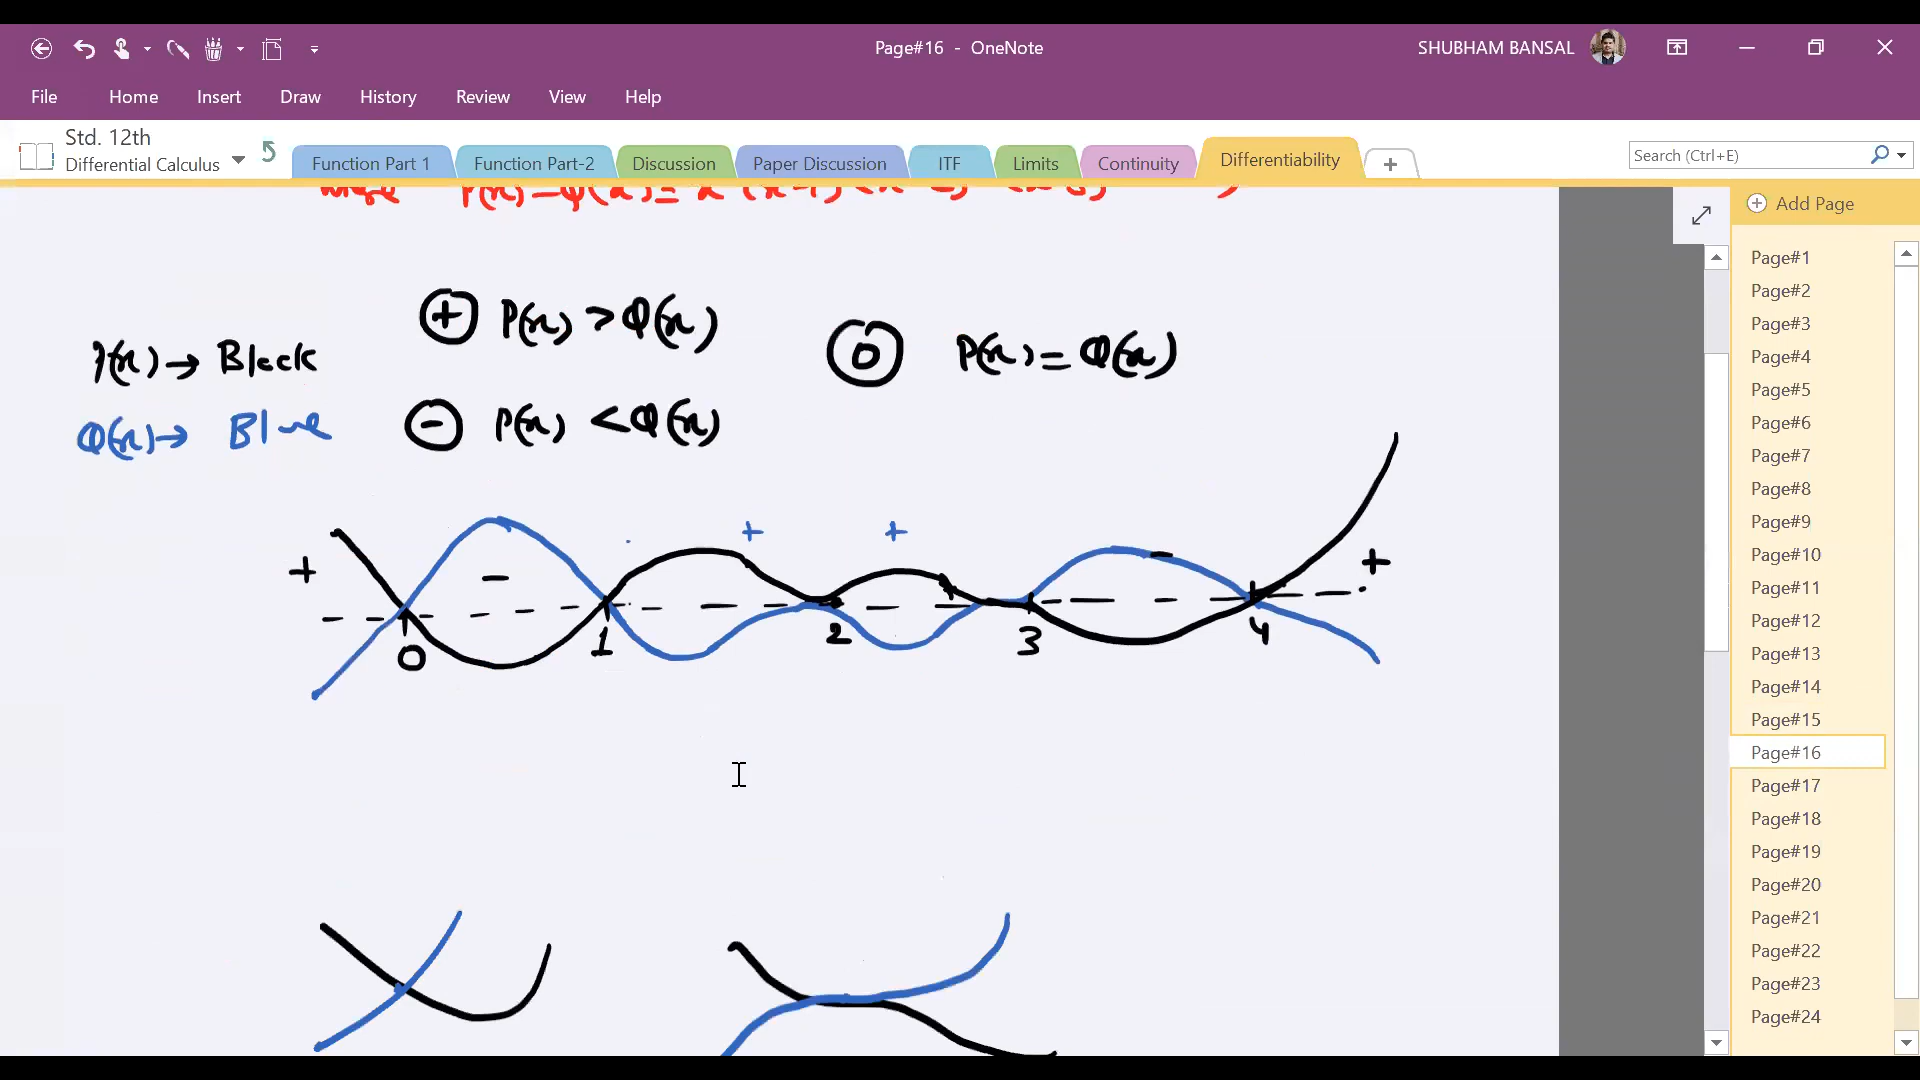 Page#16 - OneNote
SHUBHAM BANSAL
File Home Insert Draw History Review View Help
Std. 12th
Differential Calculus
Function Part 1 Function Part-2 Discussion Paper Discussion ITF Limits Continuity Differentiability
Search (Ctrl+E)
Add Page
Page#1
Page#2
Page#3
Page#4
Page#5
Page#6
Page#7
Page#8
Page#9
Page#10
Page#11
Page#12
Page#13
Page#14
Page#15
Page#16
Page#17
Page#18
Page#19
Page#20
Page#21
Page#22
Page#23
Page#24
+ P(x) > Q(x)
0 P(x) = Q(x)
P(x) → Black
- P(x) < Q(x)
Q(x) → Blue
+ - + + - +
0 1 2 3 4